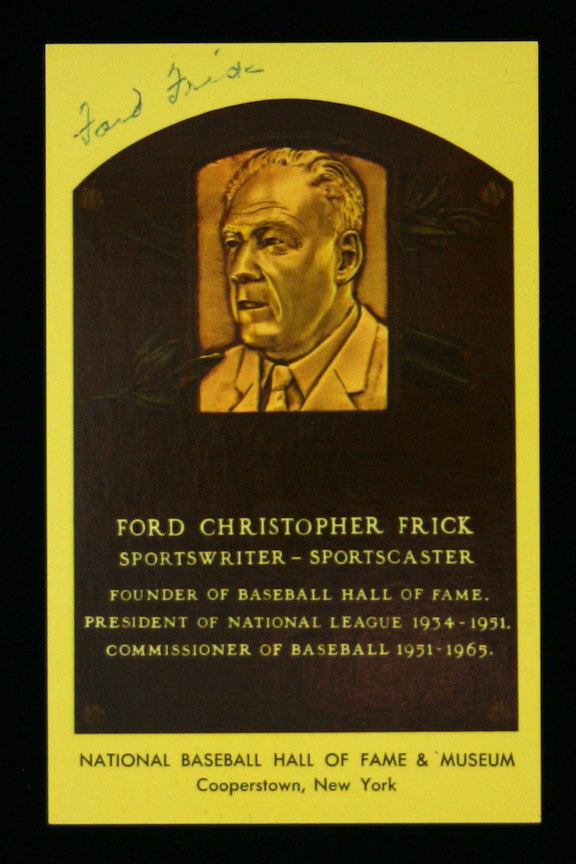 Ford Frick
FORD CHRISTOPHER FRICK
SPORTSWRITER – SPORTSCASTER
FOUNDER OF BASEBALL HALL OF FAME.
PRESIDENT OF NATIONAL LEAGUE 1934-1951.
COMMISSIONER OF BASEBALL 1951-1965.
NATIONAL BASEBALL HALL OF FAME & MUSEUM
Cooperstown, New York